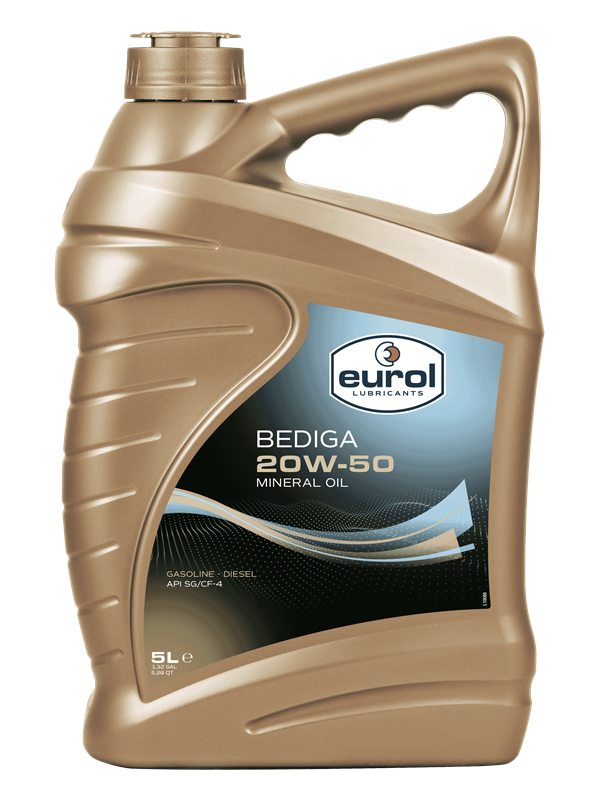 eurol
LUBRICANTS
BEDIGA
20W-50
MINERAL OIL
GASOLINE · DIESEL
API SG/CF-4
5L e
1,32 GAL
5,28 QT